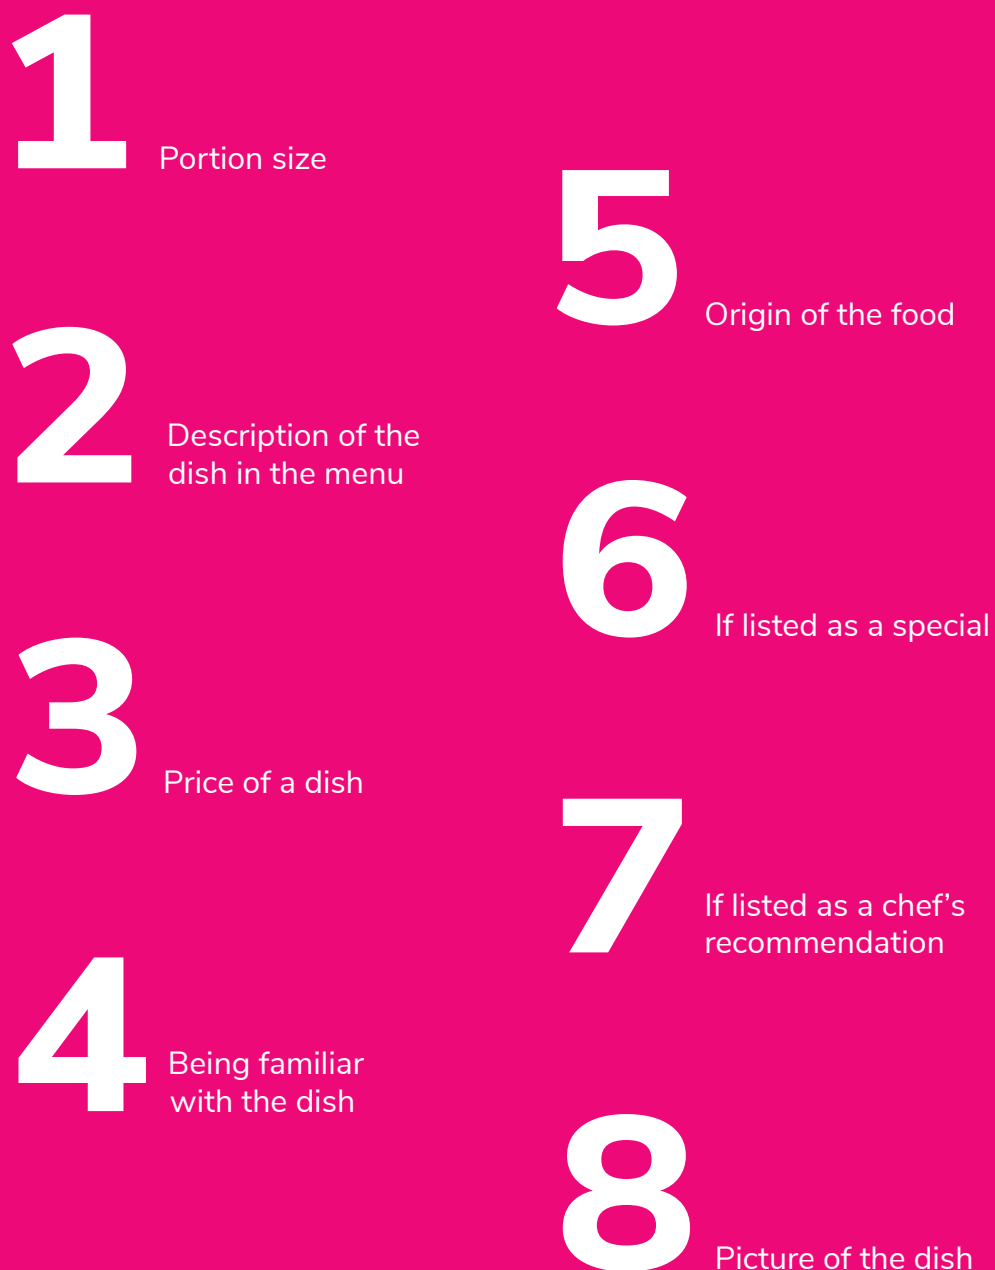 1
Portion size
2
Description of the
dish in the menu
3
Price of a dish
4
Being familiar
with the dish
5
Origin of the food
6
If listed as a special
7
If listed as a chef’s
recommendation
8
Picture of the dish